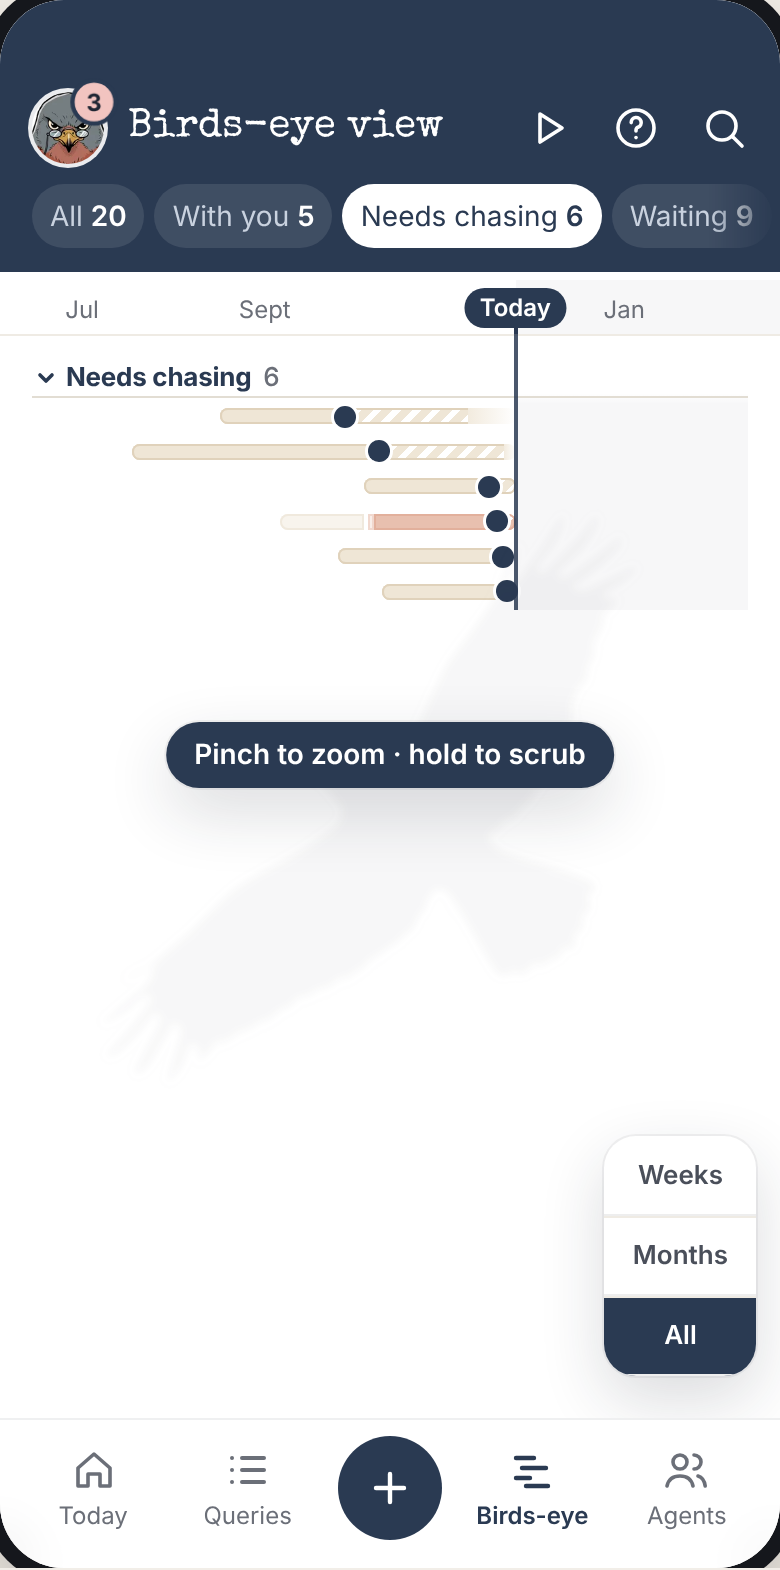 3
Birds-eye view
All 20 With you 5 Needs chasing 6 Waiting 9
Jul Sept Today Jan
Needs chasing 6
Pinch to zoom · hold to scrub
Weeks
Months
All
Today Queries Birds-eye Agents